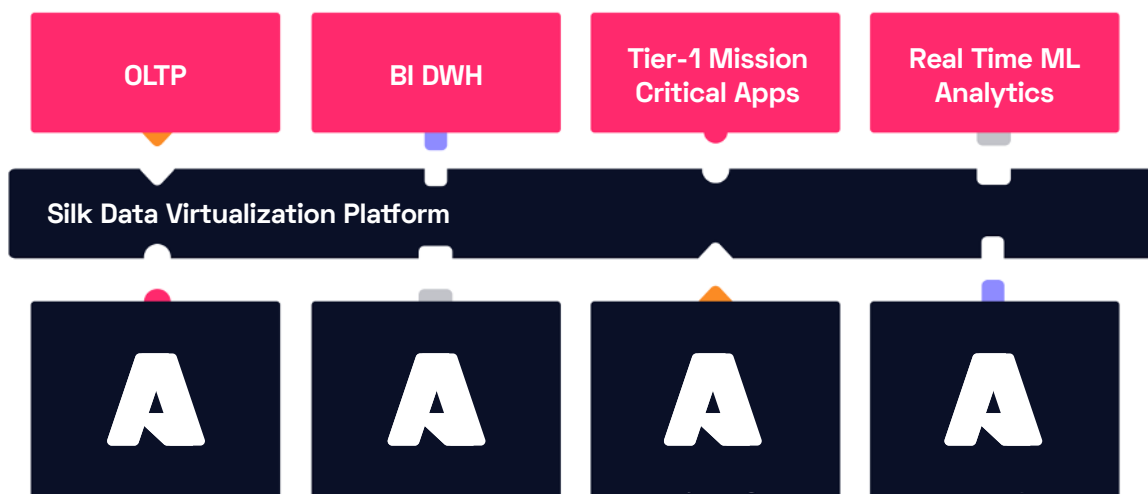 OLTP
BI DWH
Tier-1 Mission
Critical Apps
Real Time ML
Analytics
Silk Data Virtualization Platform
A
A
A
A